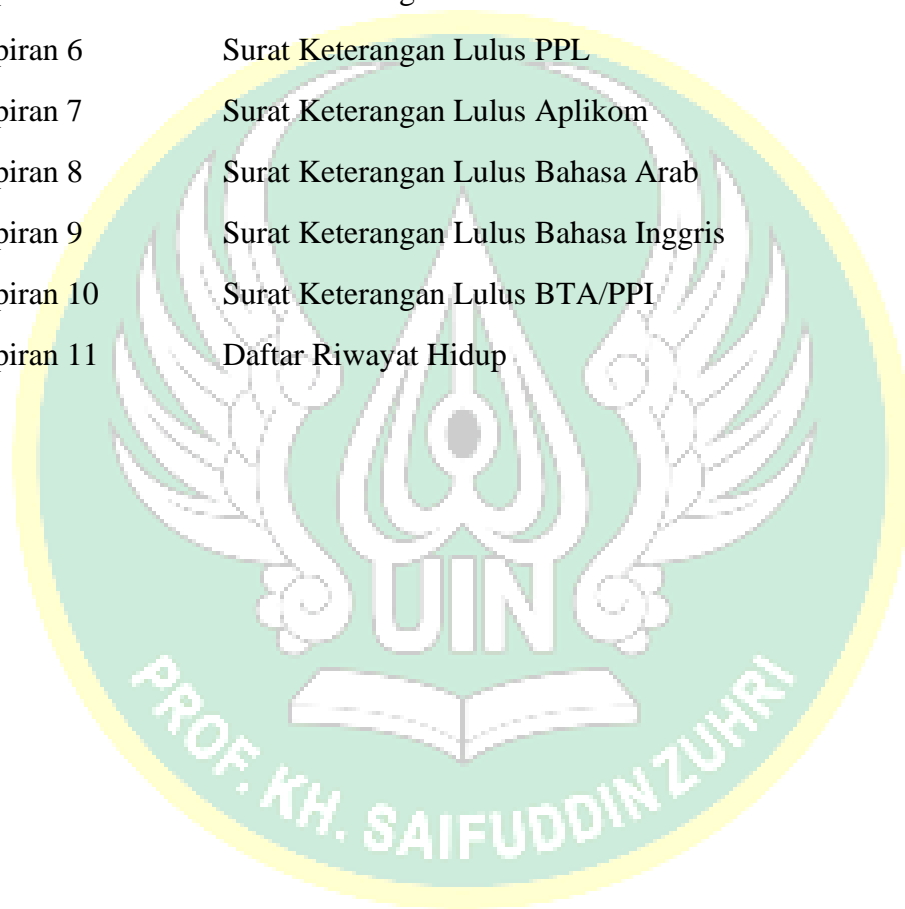 piran 6 Surat Keterangan Lulus PPL
piran 7 Surat Keterangan Lulus Aplikom
piran 8 Surat Keterangan Lulus Bahasa Arab
piran 9 Surat Keterangan Lulus Bahasa Inggris
piran 10 Surat Keterangan Lulus BTA/PPI
piran 11 Daftar Riwayat Hidup
UIN
PROF. KH. SAIFUDDIN ZUHRI